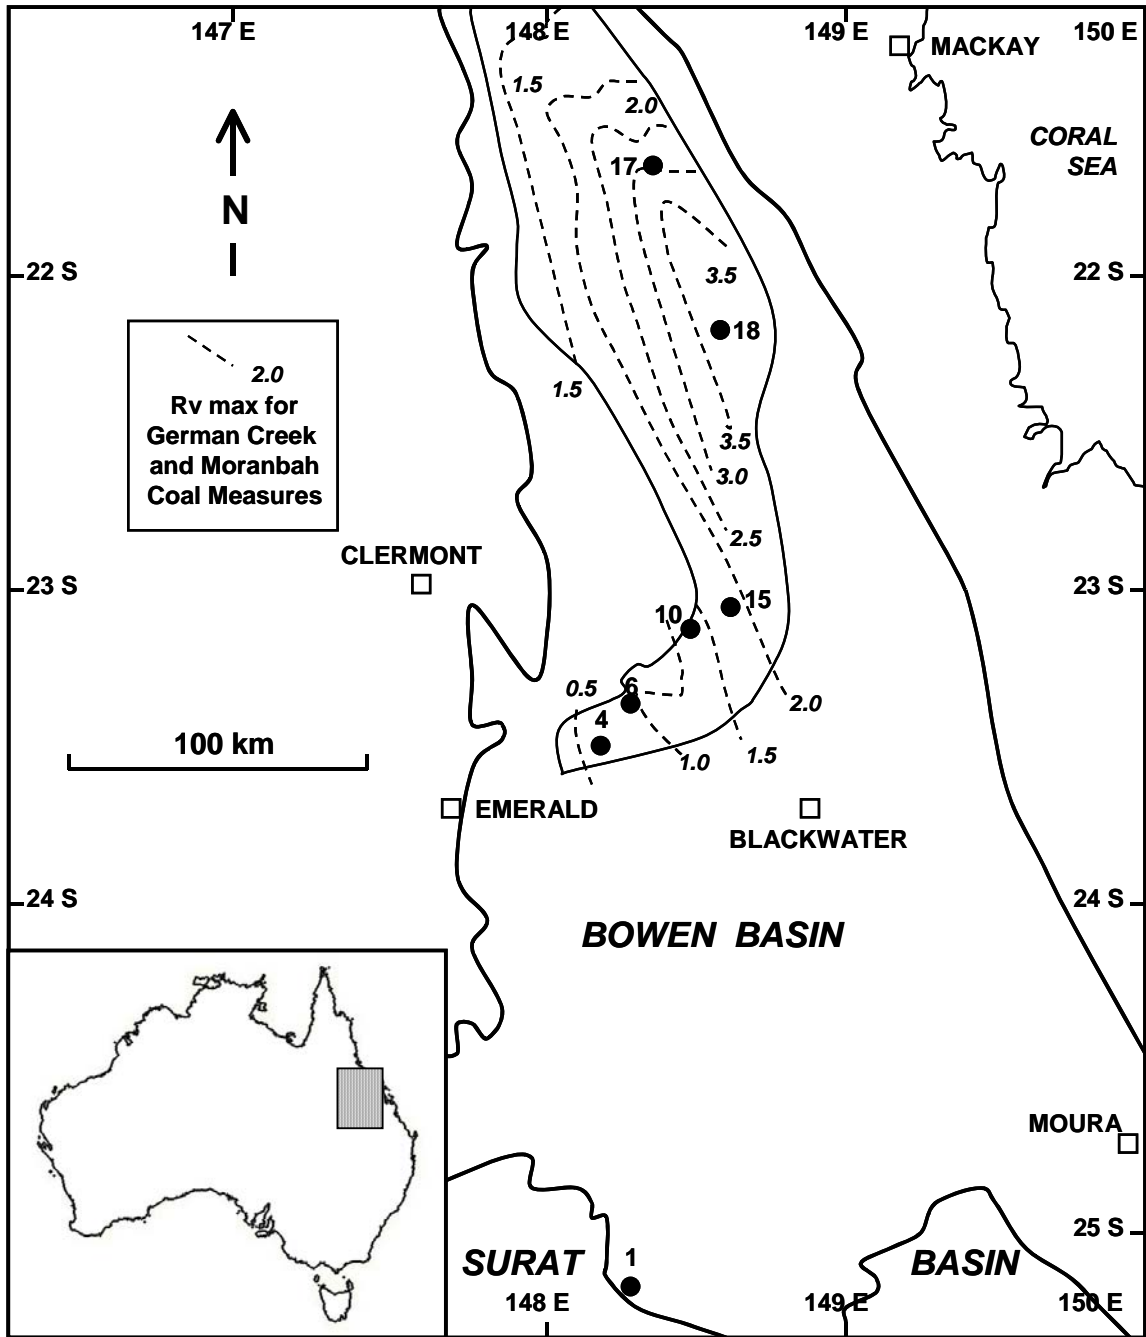 147 E
148 E
149 E
150 E
MACKAY
1.5
2.0
CORAL
SEA
17
N
22 S
3.5
22 S
18
2.0
Rv max for
German Creek
and Moranbah
Coal Measures
1.5
3.5
3.0
2.5
CLERMONT
23 S
15
23 S
10
0.5
6
2.0
4
100 km
1.0
1.5
EMERALD
BLACKWATER
24 S
24 S
BOWEN BASIN
MOURA
25 S
1
SURAT
BASIN
148 E
149 E
150 E